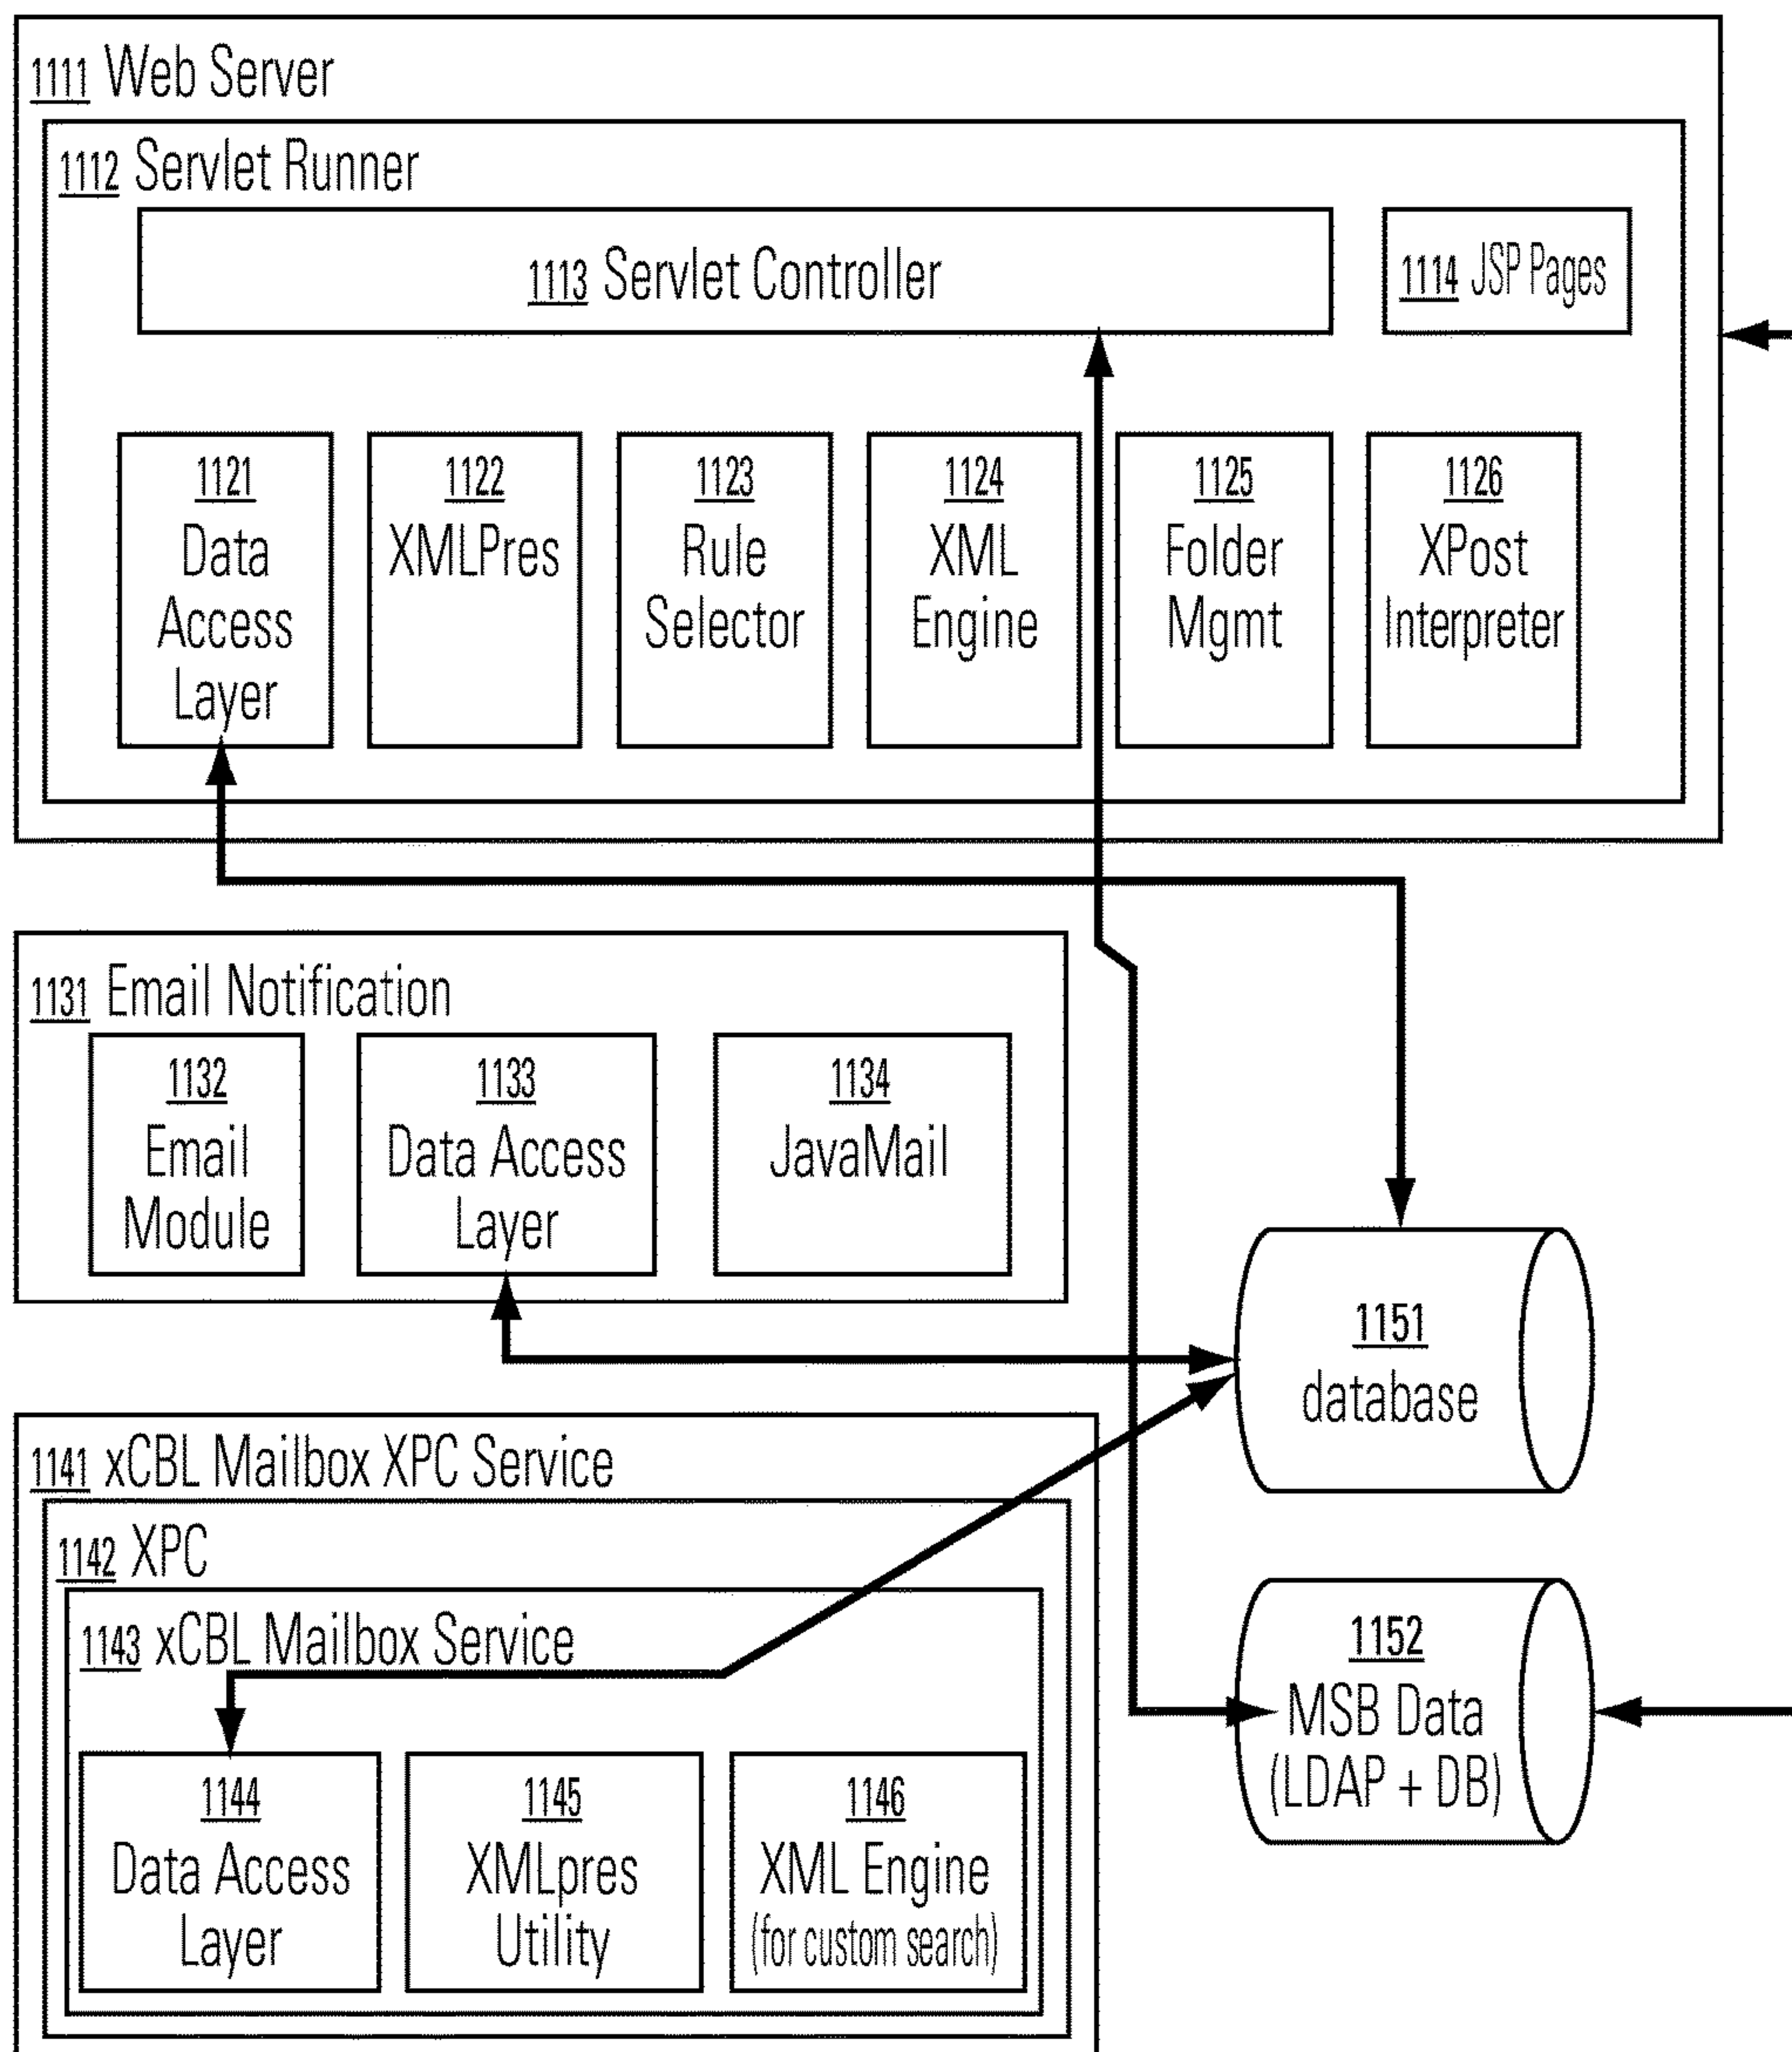 1111 Web Server
1112 Servlet Runner
1113 Servlet Controller
1114 JSP Pages
1121
Data
Access
Layer
1122
XMLPres
1123
Rule
Selector
1124
XML
Engine
1125
Folder
Mgmt
1126
XPost
Interpreter
1131 Email Notification
1132
Email
Module
1133
Data Access
Layer
1134
JavaMail
1151
database
1141 xCBL Mailbox XPC Service
1142 XPC
1143 xCBL Mailbox Service
1144
Data Access
Layer
1145
XMLpres
Utility
1146
XML Engine
(for custom search)
1152
MSB Data
(LDAP + DB)